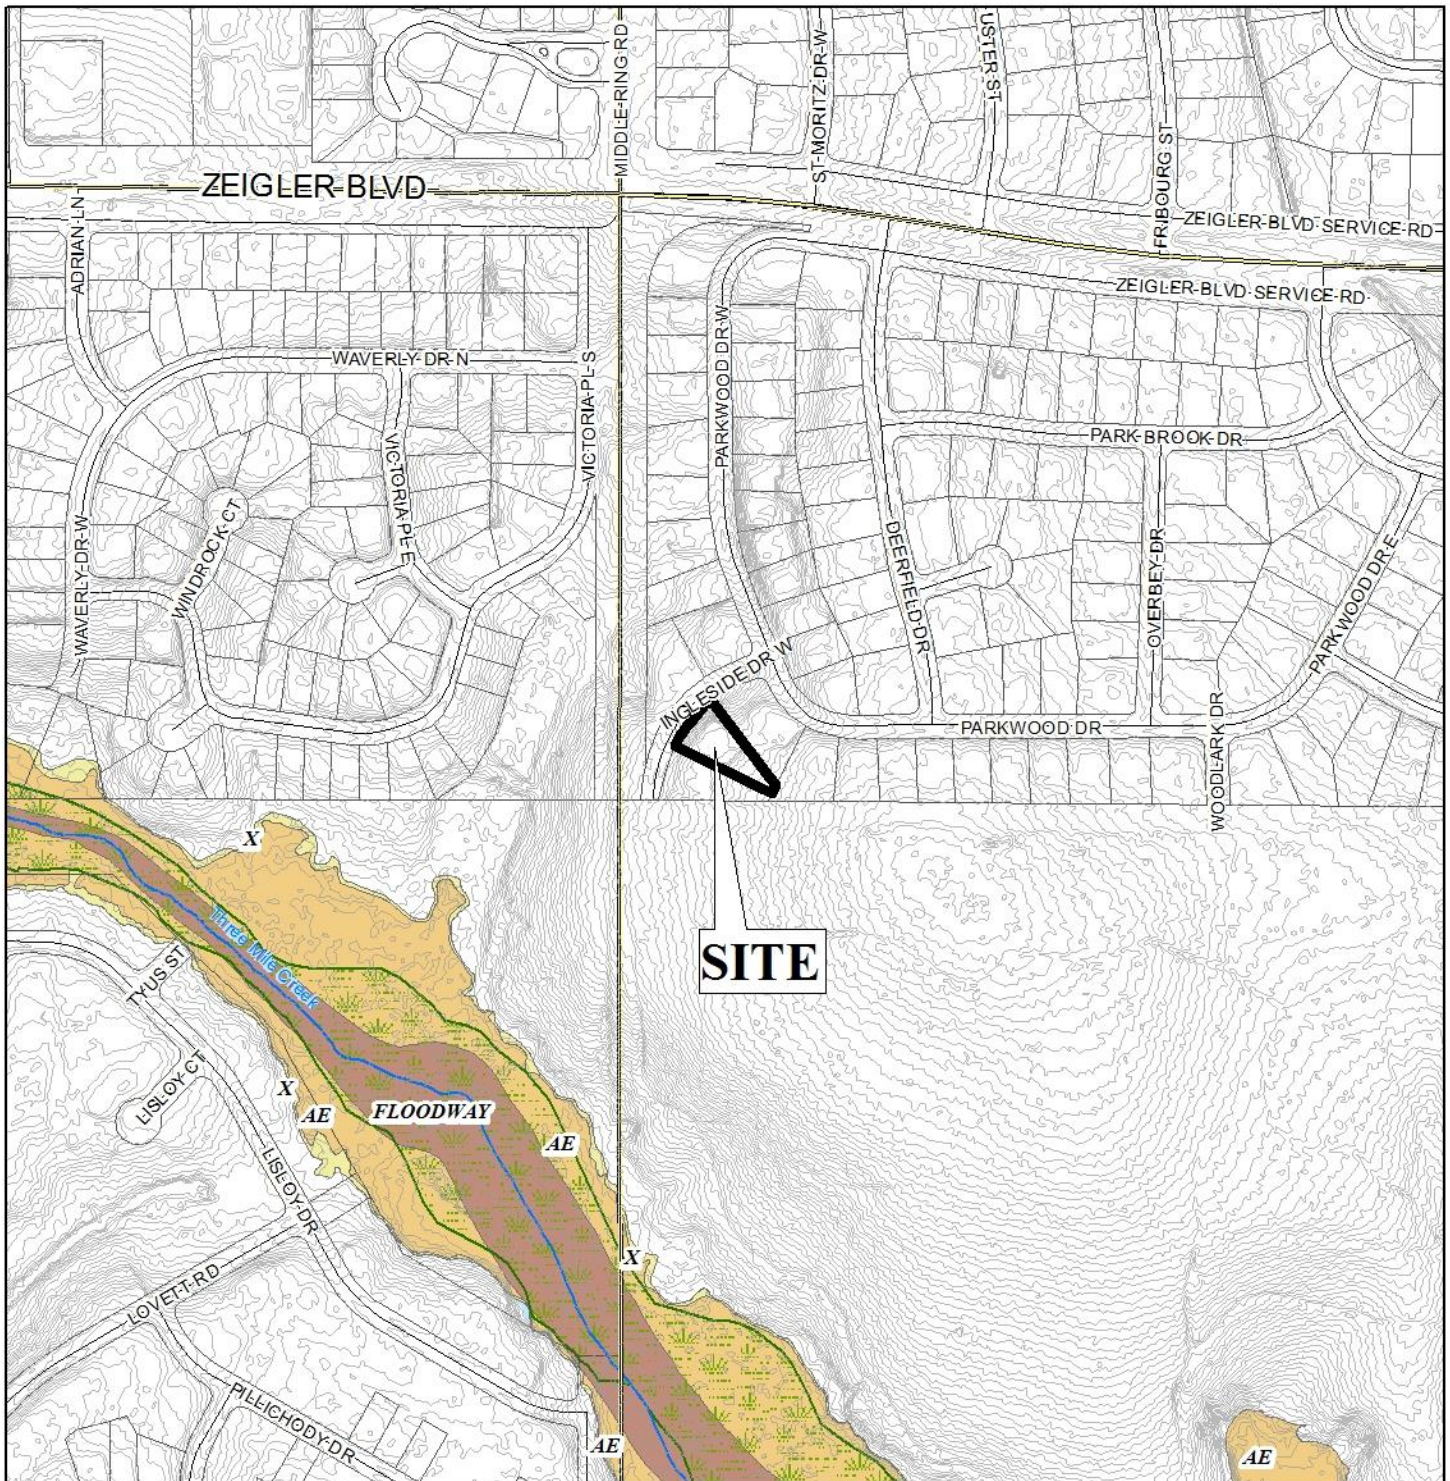 MIDDLE RING RD
ST MORITZ DR W
USTER ST
FRIBOURG ST
ZEIGLER BLVD
ADRIAN LN
ZEIGLER BLVD SERVICE RD
ZEIGLER BLVD SERVICE RD
WAVERLY DR N
VICTORIA PL S
PARKWOOD DR W
PARK BROOK DR
VICTORIA PL E
WINDROCK CT
WAVERLY DR W
DEERFIELD DR
OVERBEY DR
PARKWOOD DR E
INGLESIDE DR W
PARKWOOD DR
WOODLARK DR
X
Three Mile Creek
SITE
TYUS ST
LISLOY CT
X
AE
FLOODWAY
AE
LISLOY DR
X
LOVETT RD
PILLICHODY DR
AE
AE